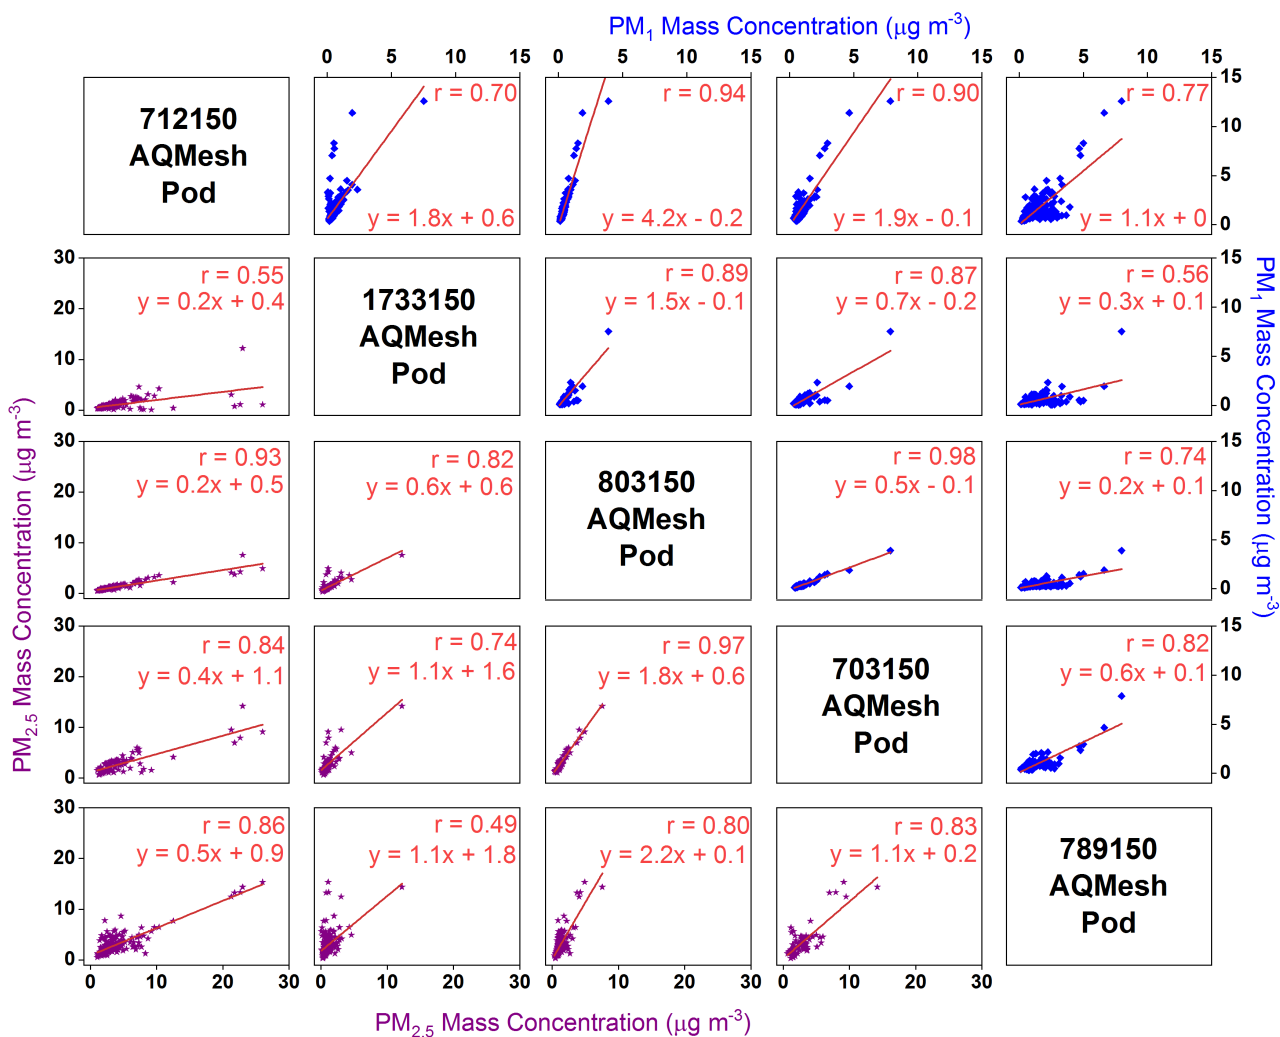 PM1 Mass Concentration (μg m-3)
0 5 10 15 0 5 10 15 0 5 10 15 0 5 10 15
712150
AQMesh
Pod
r = 0.70
y = 1.8x + 0.6
r = 0.94
y = 4.2x - 0.2
r = 0.90
y = 1.9x - 0.1
r = 0.77
y = 1.1x + 0
15
10
5
0
30
20
10
0
r = 0.55
y = 0.2x + 0.4
1733150
AQMesh
Pod
r = 0.89
y = 1.5x - 0.1
r = 0.87
y = 0.7x - 0.2
r = 0.56
y = 0.3x + 0.1
15
10
5
0
30
20
10
0
r = 0.93
y = 0.2x + 0.5
r = 0.82
y = 0.6x + 0.6
803150
AQMesh
Pod
r = 0.98
y = 0.5x - 0.1
r = 0.74
y = 0.2x + 0.1
15
10
5
0
30
20
10
0
r = 0.84
y = 0.4x + 1.1
r = 0.74
y = 1.1x + 1.6
r = 0.97
y = 1.8x + 0.6
703150
AQMesh
Pod
r = 0.82
y = 0.6x + 0.1
15
10
5
0
30
20
10
0
r = 0.86
y = 0.5x + 0.9
r = 0.49
y = 1.1x + 1.8
r = 0.80
y = 2.2x + 0.1
r = 0.83
y = 1.1x + 0.2
789150
AQMesh
Pod
0 10 20 30 0 10 20 30 0 10 20 30 0 10 20 30
PM2.5 Mass Concentration (μg m-3)
PM2.5 Mass Concentration (μg m-3)
PM1 Mass Concentration (μg m-3)